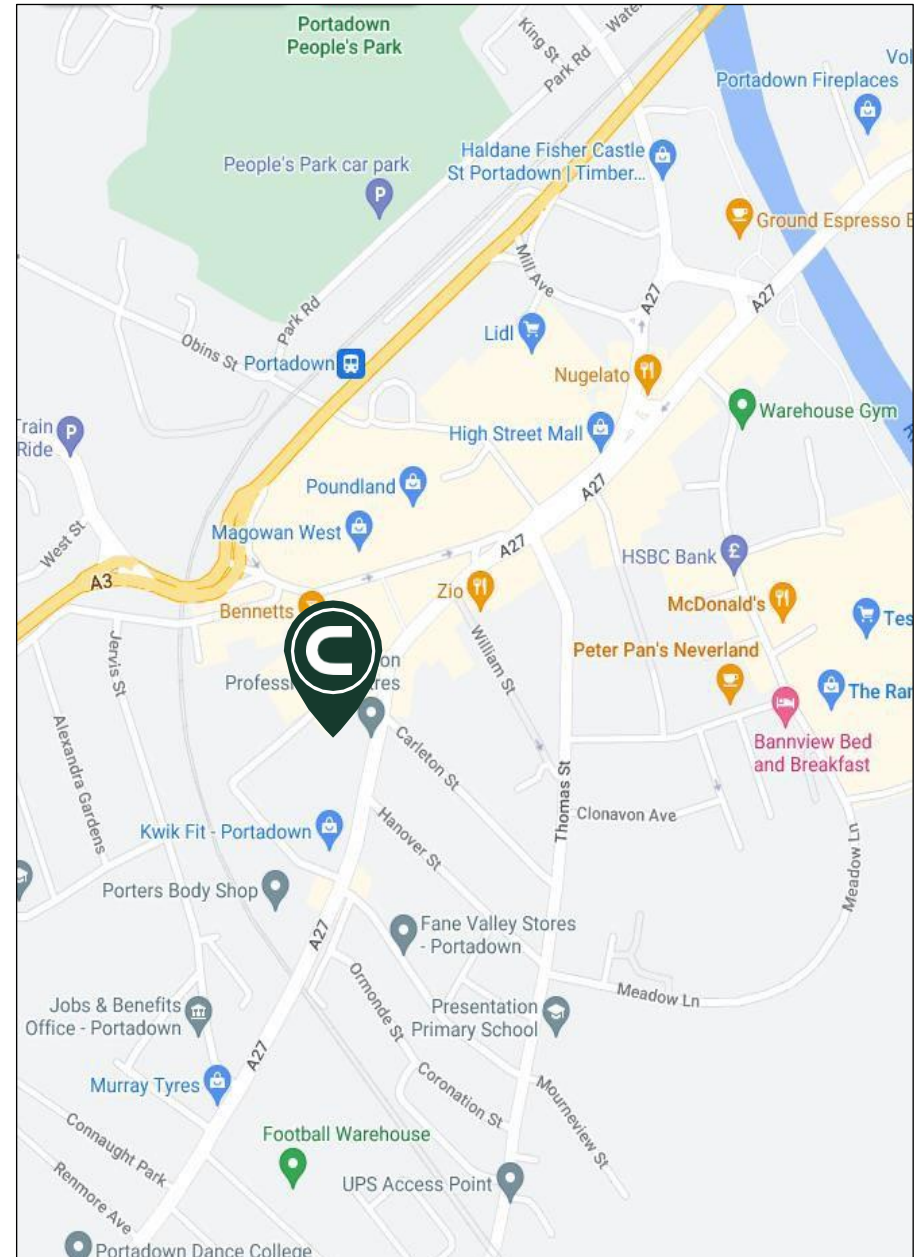 Portadown
People's Park
King St
Park Rd
Portadown Fireplaces
Haldane Fisher Castle
St Portadown | Timber...
People's Park car park
Ground Espresso
Mill Ave
A27
A27
Park Rd
Obins St
Portadown
Lidl
Nugelato
Warehouse Gym
High Street Mall
Train
Ride
Poundland
A27
West St
Magowan West
A27
HSBC Bank
£
A3
Zio
McDonald's
Bennetts
C
Jervis St
William St
Peter Pan's Neverland
The
Alexandra Gardens
Carleton St
Bannview Bed
and Breakfast
Thomas St
Clonavon Ave
Kwik Fit - Portadown
Hanover St
Meadow Ln
Porters Body Shop
Fane Valley Stores
- Portadown
A27
Ormonde St
Meadow Ln
Jobs & Benefits
Office - Portadown
Presentation
Primary School
A27
Murray Tyres
Coronation St
Mourneview St
Connaught Park
Football Warehouse
Renmore Ave
UPS Access Point
Portadown Dance College